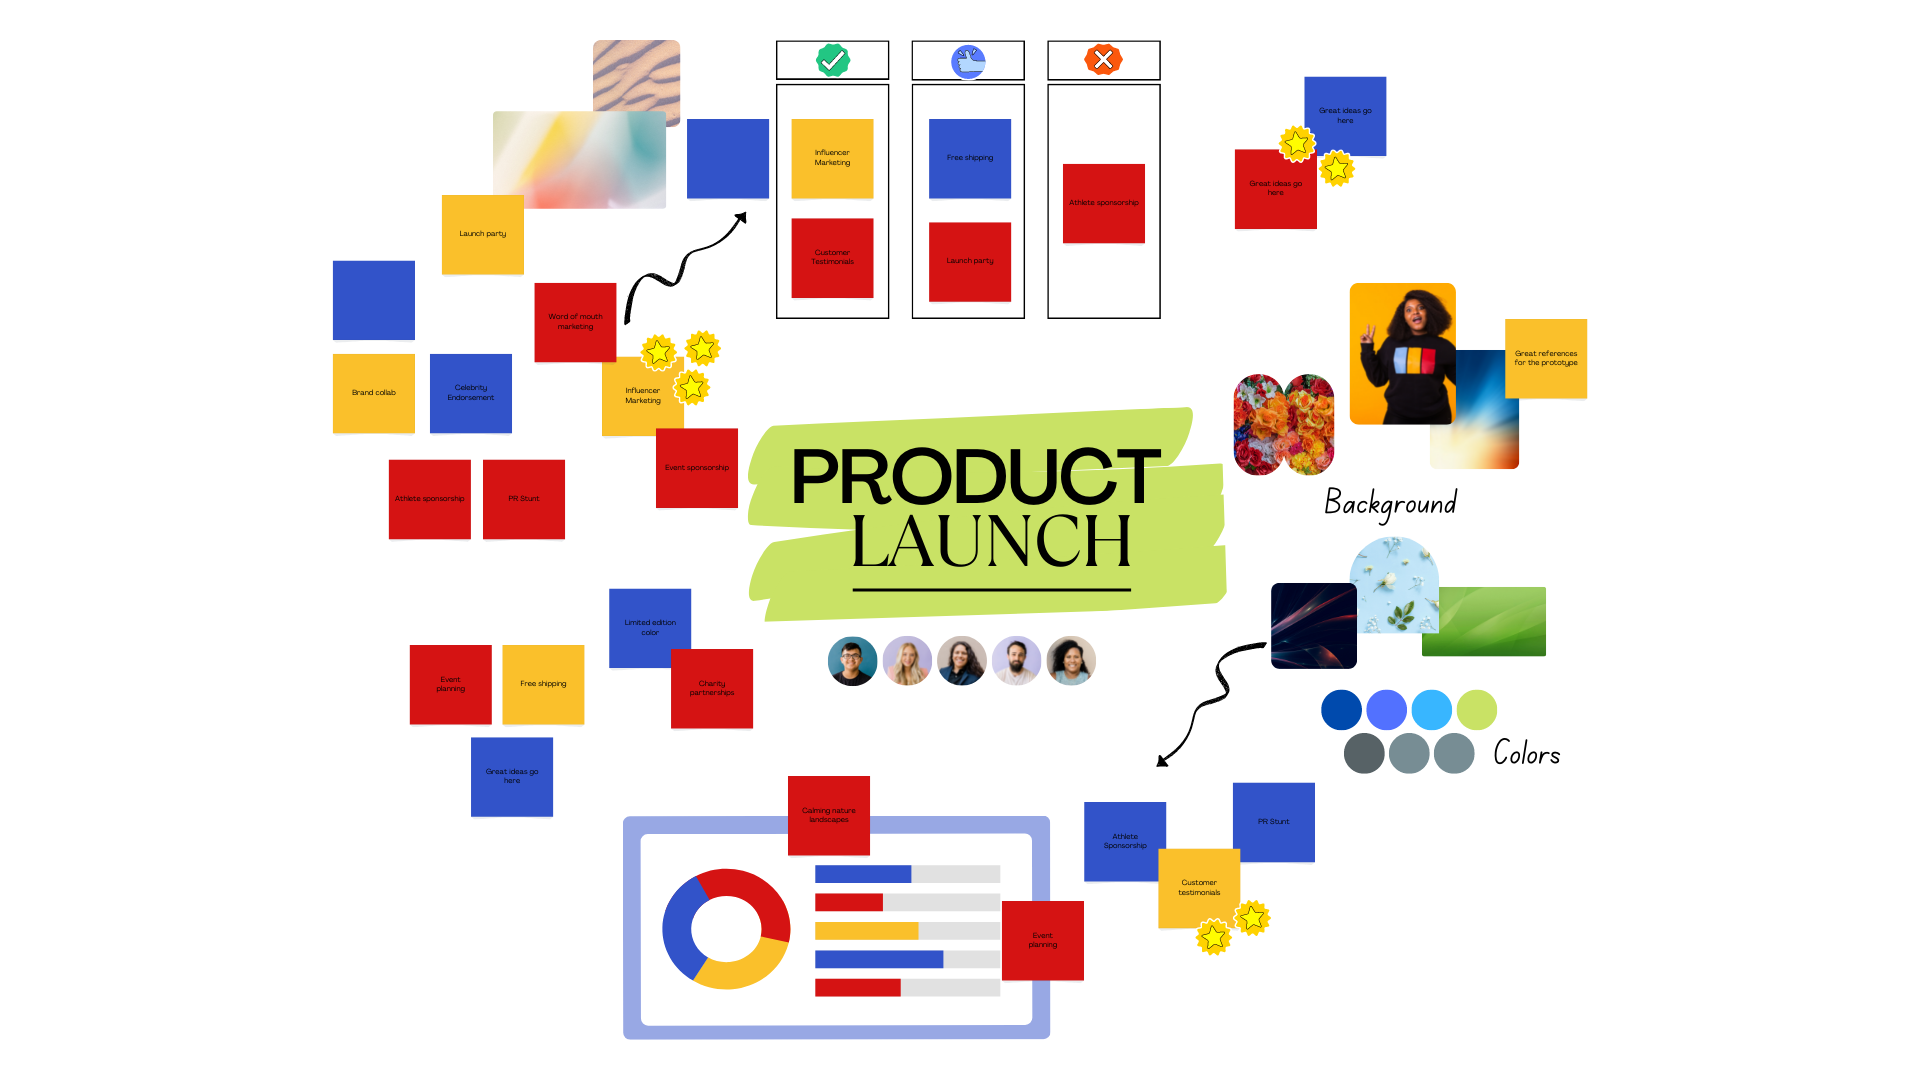 Influencer
Marketing
Customer
Testimonials
Free shipping
Launch party
Athlete sponsorship
Great ideas go
here
Great ideas go
here
Launch party
Word of mouth
marketing
Brand collab
Celebrity
Endorsement
Influencer
Marketing
Event sponsorship
Athlete sponsorship
PR Stunt
PRODUCT
LAUNCH
Great references
for the prototype
Background
Limited edition
color
Charity
partnerships
Event
planning
Free shipping
Great ideas go
here
Colors
Calming nature
landscapes
Event
planning
Athlete
Sponsorship
PR Stunt
Customer
testimonials